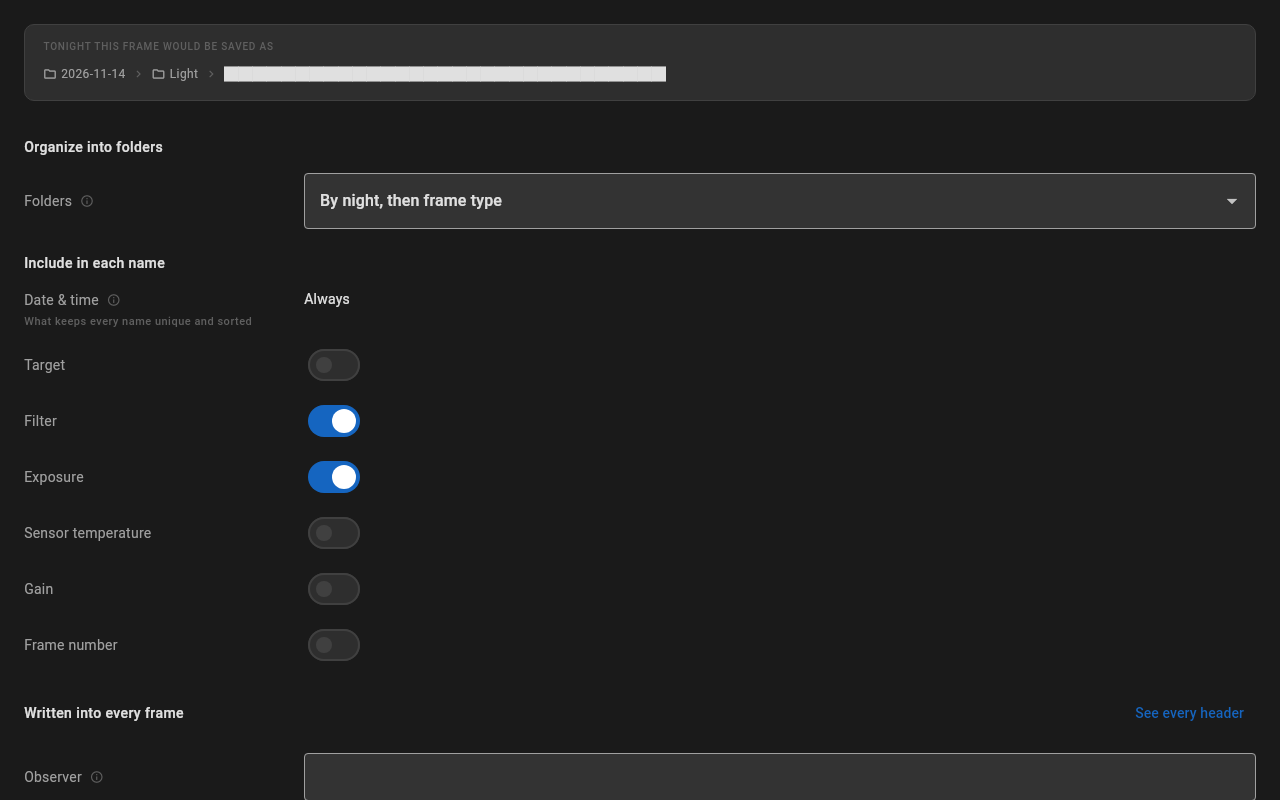 TONIGHT THIS FRAME WOULD BE SAVED AS
2026-11-14 > Light >
Organize into folders
Folders
By night, then frame type
Include in each name
Date & time
Always
What keeps every name unique and sorted
Target
Filter
Exposure
Sensor temperature
Gain
Frame number
Written into every frame
See every header
Observer